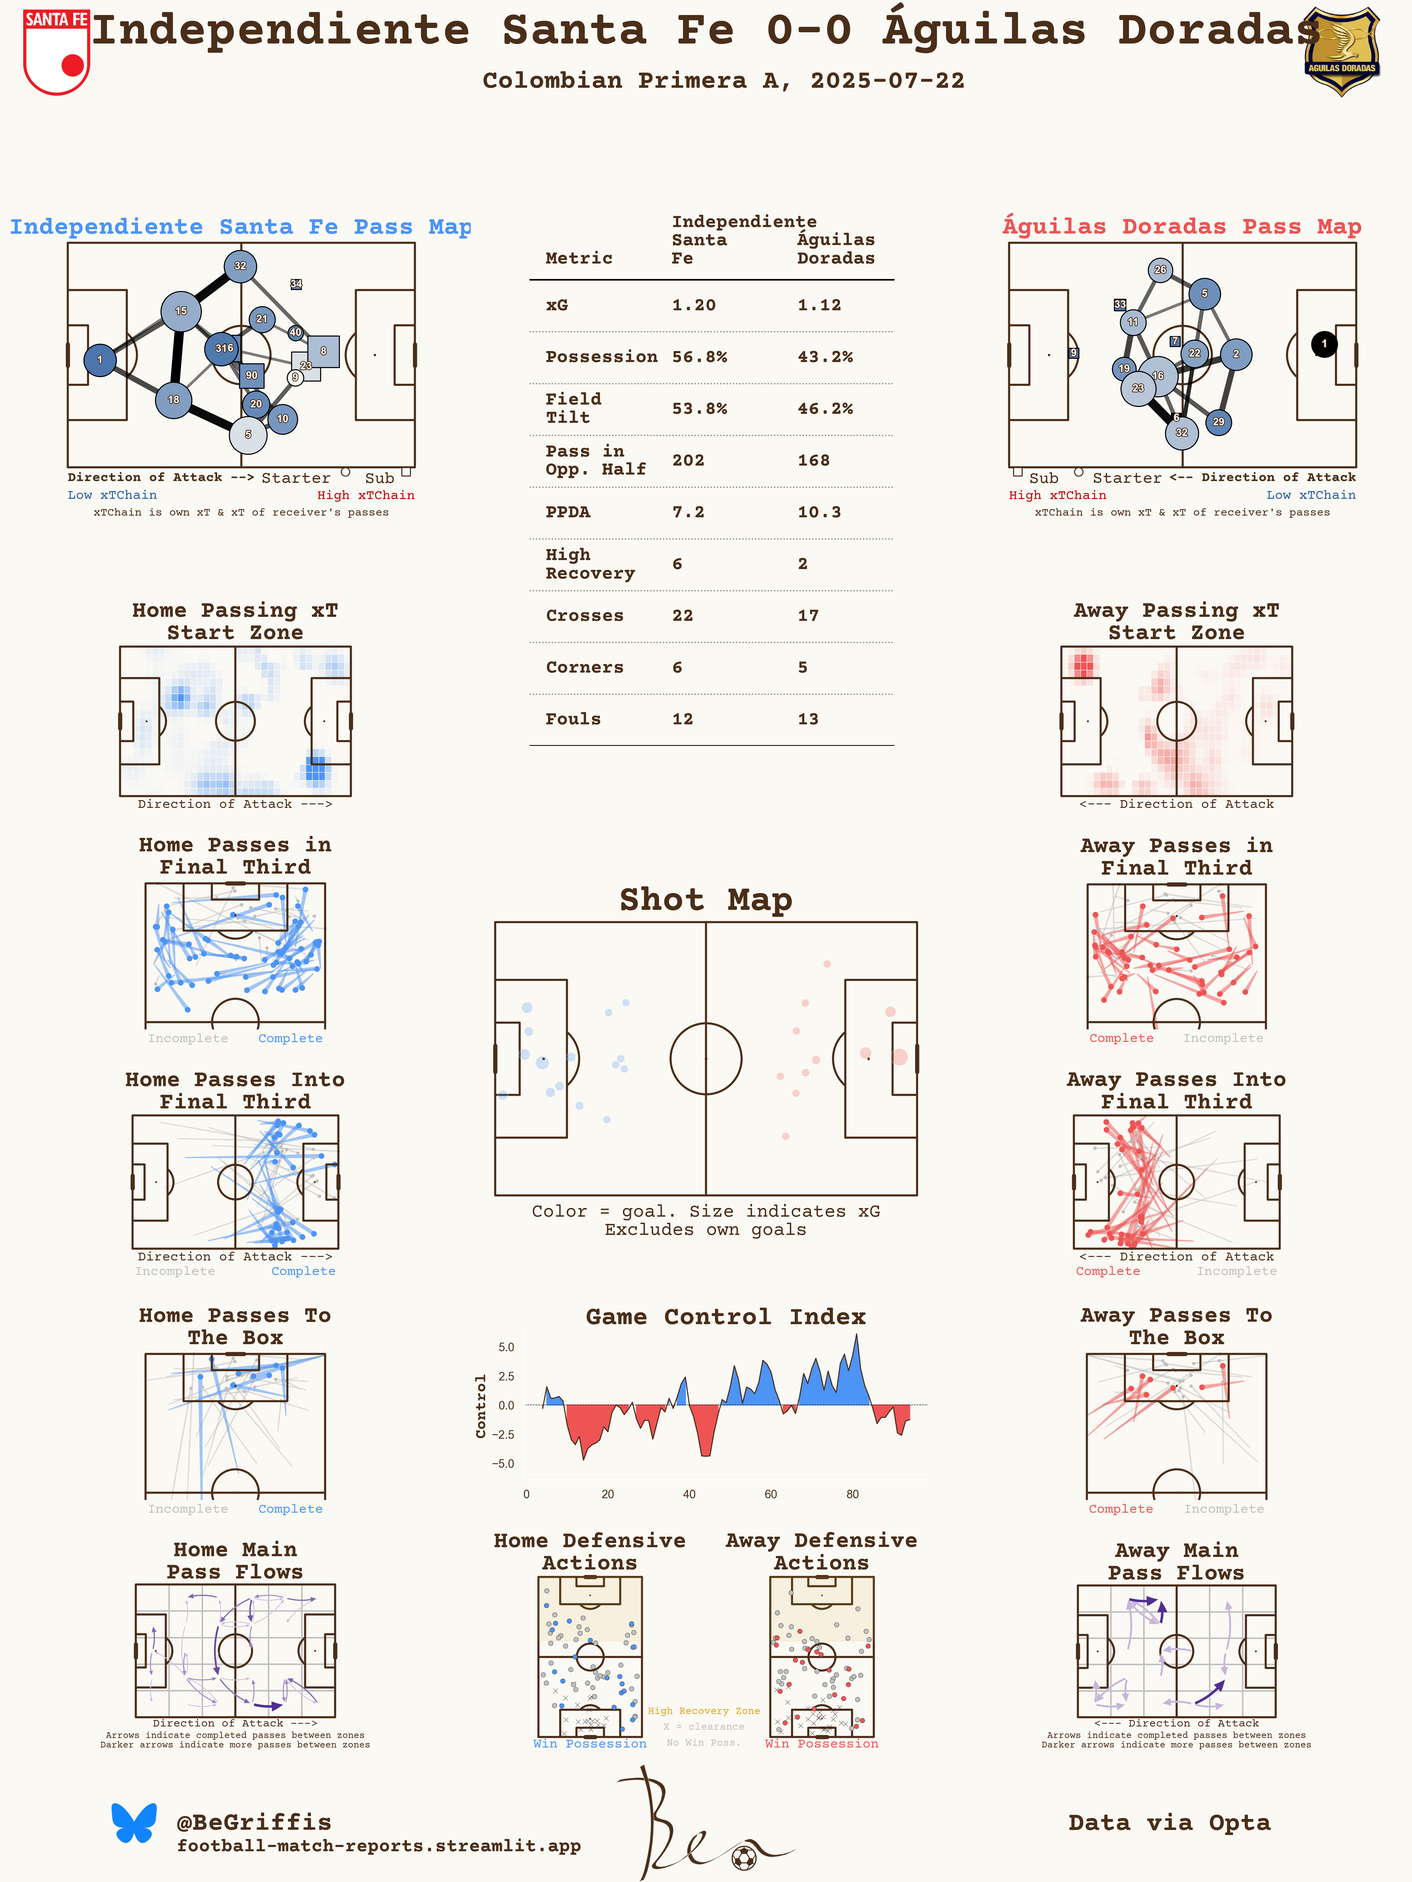 SANTA FE
Independiente Santa Fe 0-0 Águilas Doradas
AGUILAS DORADAS
Colombian Primera A, 2025-07-22
Independiente Santa Fe Pass Map
32
34
15
21
40
316
8
1
23
90
9
18
20
10
5
Direction of Attack --> Starter Sub
Low xTChain High xTChain
xTChain is own xT & xT of receiver's passes
Independiente
Santa Águilas
Metric Fe Doradas
xG 1.20 1.12
Possession 56.8% 43.2%
Field
Tilt 53.8% 46.2%
Pass in
Opp. Half 202 168
PPDA 7.2 10.3
High
Recovery 6 2
Crosses 22 17
Corners 6 5
Fouls 12 13
Águilas Doradas Pass Map
26
5
33
11
7
1
9
22
2
19
16
23
6
29
32
Sub Starter <-- Direction of Attack
High xTChain Low xTChain
xTChain is own xT & xT of receiver's passes
Home Passing xT
Start Zone
Direction of Attack --->
Away Passing xT
Start Zone
<--- Direction of Attack
Home Passes in
Final Third
Incomplete Complete
Away Passes in
Final Third
Complete Incomplete
Shot Map
Color = goal. Size indicates xG
Excludes own goals
Home Passes Into
Final Third
Direction of Attack --->
Incomplete Complete
Away Passes Into
Final Third
<--- Direction of Attack
Complete Incomplete
Home Passes To
The Box
Incomplete Complete
Game Control Index
Control
5.0
2.5
0.0
−2.5
−5.0
0 20 40 60 80
Away Passes To
The Box
Complete Incomplete
Home Main
Pass Flows
Direction of Attack --->
Arrows indicate completed passes between zones
Darker arrows indicate more passes between zones
Home Defensive
Actions
Win Possession
Away Defensive
Actions
Win Possession
High Recovery Zone
X = clearance
No Win Poss.
Away Main
Pass Flows
<--- Direction of Attack
Arrows indicate completed passes between zones
Darker arrows indicate more passes between zones
@BeGriffis
football-match-reports.streamlit.app
Ben
Data via Opta